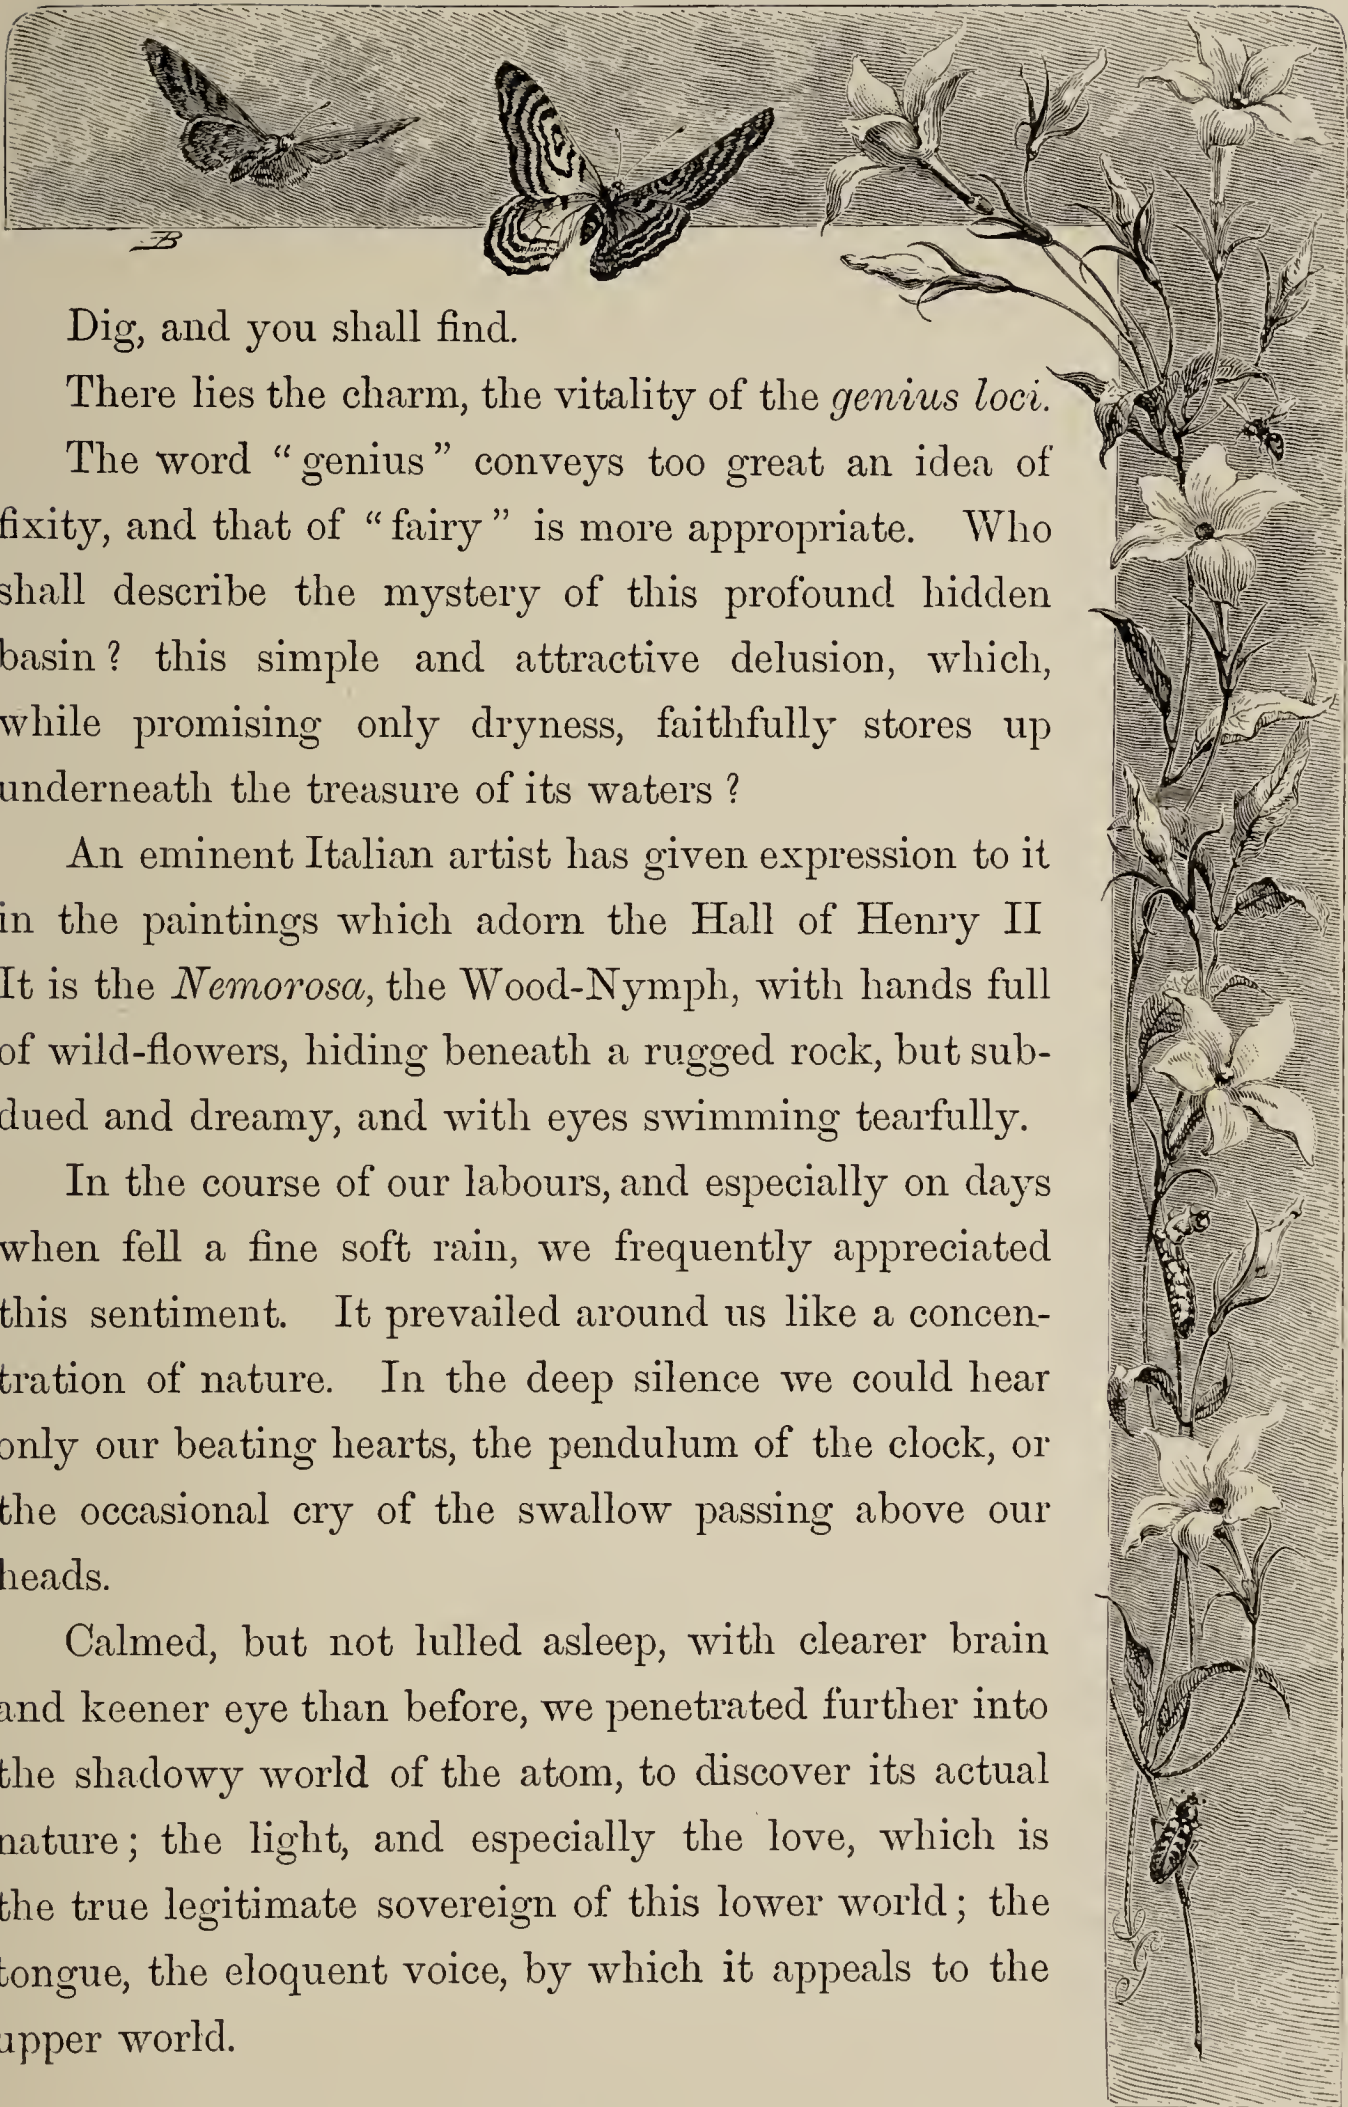 Dig, and you shall find.
There lies the charm, the vitality of the genius loci.
The word “genius” conveys too great an idea of
fixity, and that of “fairy” is more appropriate. Who
shall describe the mystery of this profound hidden
basin? this simple and attractive delusion, which,
while promising only dryness, faithfully stores up
underneath the treasure of its waters?
An eminent Italian artist has given expression to it
in the paintings which adorn the Hall of Henry II
It is the Nemorosa, the Wood-Nymph, with hands full
of wild-flowers, hiding beneath a rugged rock, but sub-
dued and dreamy, and with eyes swimming tearfully.
In the course of our labours, and especially on days
when fell a fine soft rain, we frequently appreciated
this sentiment. It prevailed around us like a concen-
tration of nature. In the deep silence we could hear
only our beating hearts, the pendulum of the clock, or
the occasional cry of the swallow passing above our
heads.
Calmed, but not lulled asleep, with clearer brain
and keener eye than before, we penetrated further into
the shadowy world of the atom, to discover its actual
nature; the light, and especially the love, which is
the true legitimate sovereign of this lower world; the
tongue, the eloquent voice, by which it appeals to the
upper world.